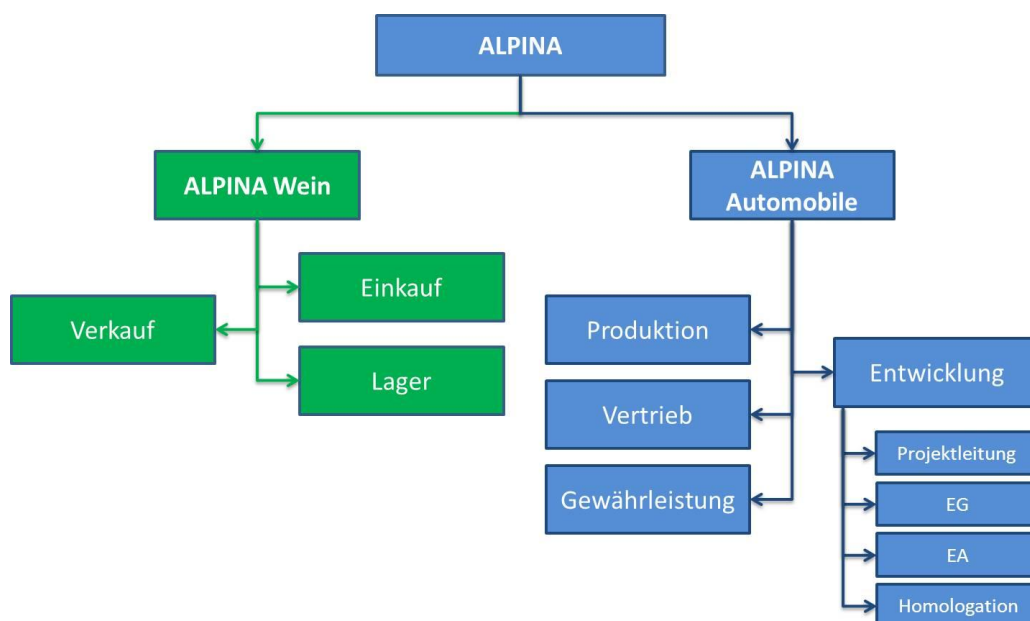 ALPINA
ALPINA Wein
Einkauf
Verkauf
Lager
ALPINA
Automobile
Produktion
Vertrieb
Gewährleistung
Entwicklung
Projektleitung
EG
EA
Homologation